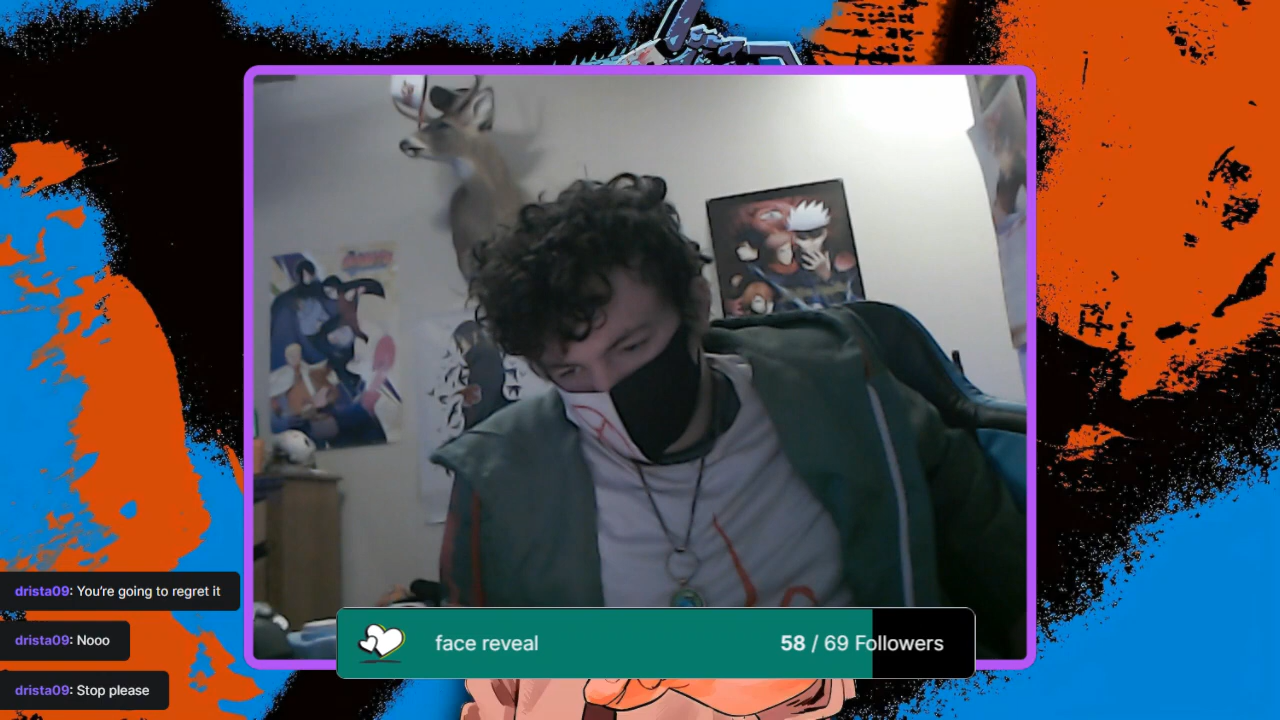 drista09: You're going to regret it
drista09: Nooo
drista09: Stop please
face reveal
58 / 69 Followers